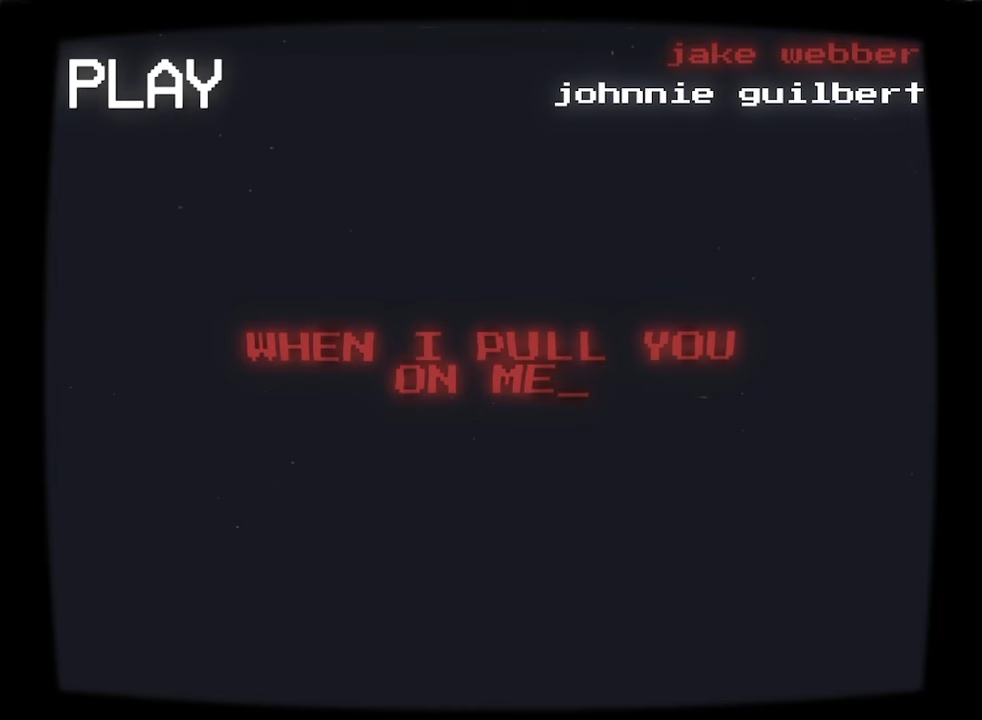 PLAY
jake webber
johnnie guilbert
WHEN I PULL YOU
ON ME_